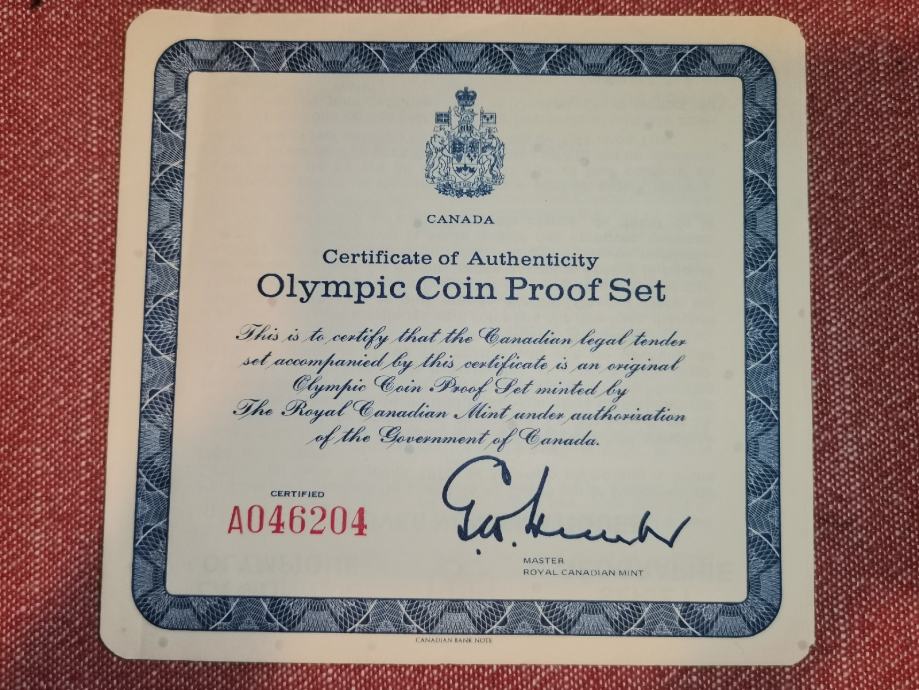 CANADA
Certificate of Authenticity
Olympic Coin Proof Set
This is to certify that the Canadian legal tender
set accompanied by this certificate is an original
Olympic Coin Proof Set minted by
The Royal Canadian Mint under authorization
of the Government of Canada.
CERTIFIED
A046204
MASTER
ROYAL CANADIAN MINT
CANADIAN BANK NOTE